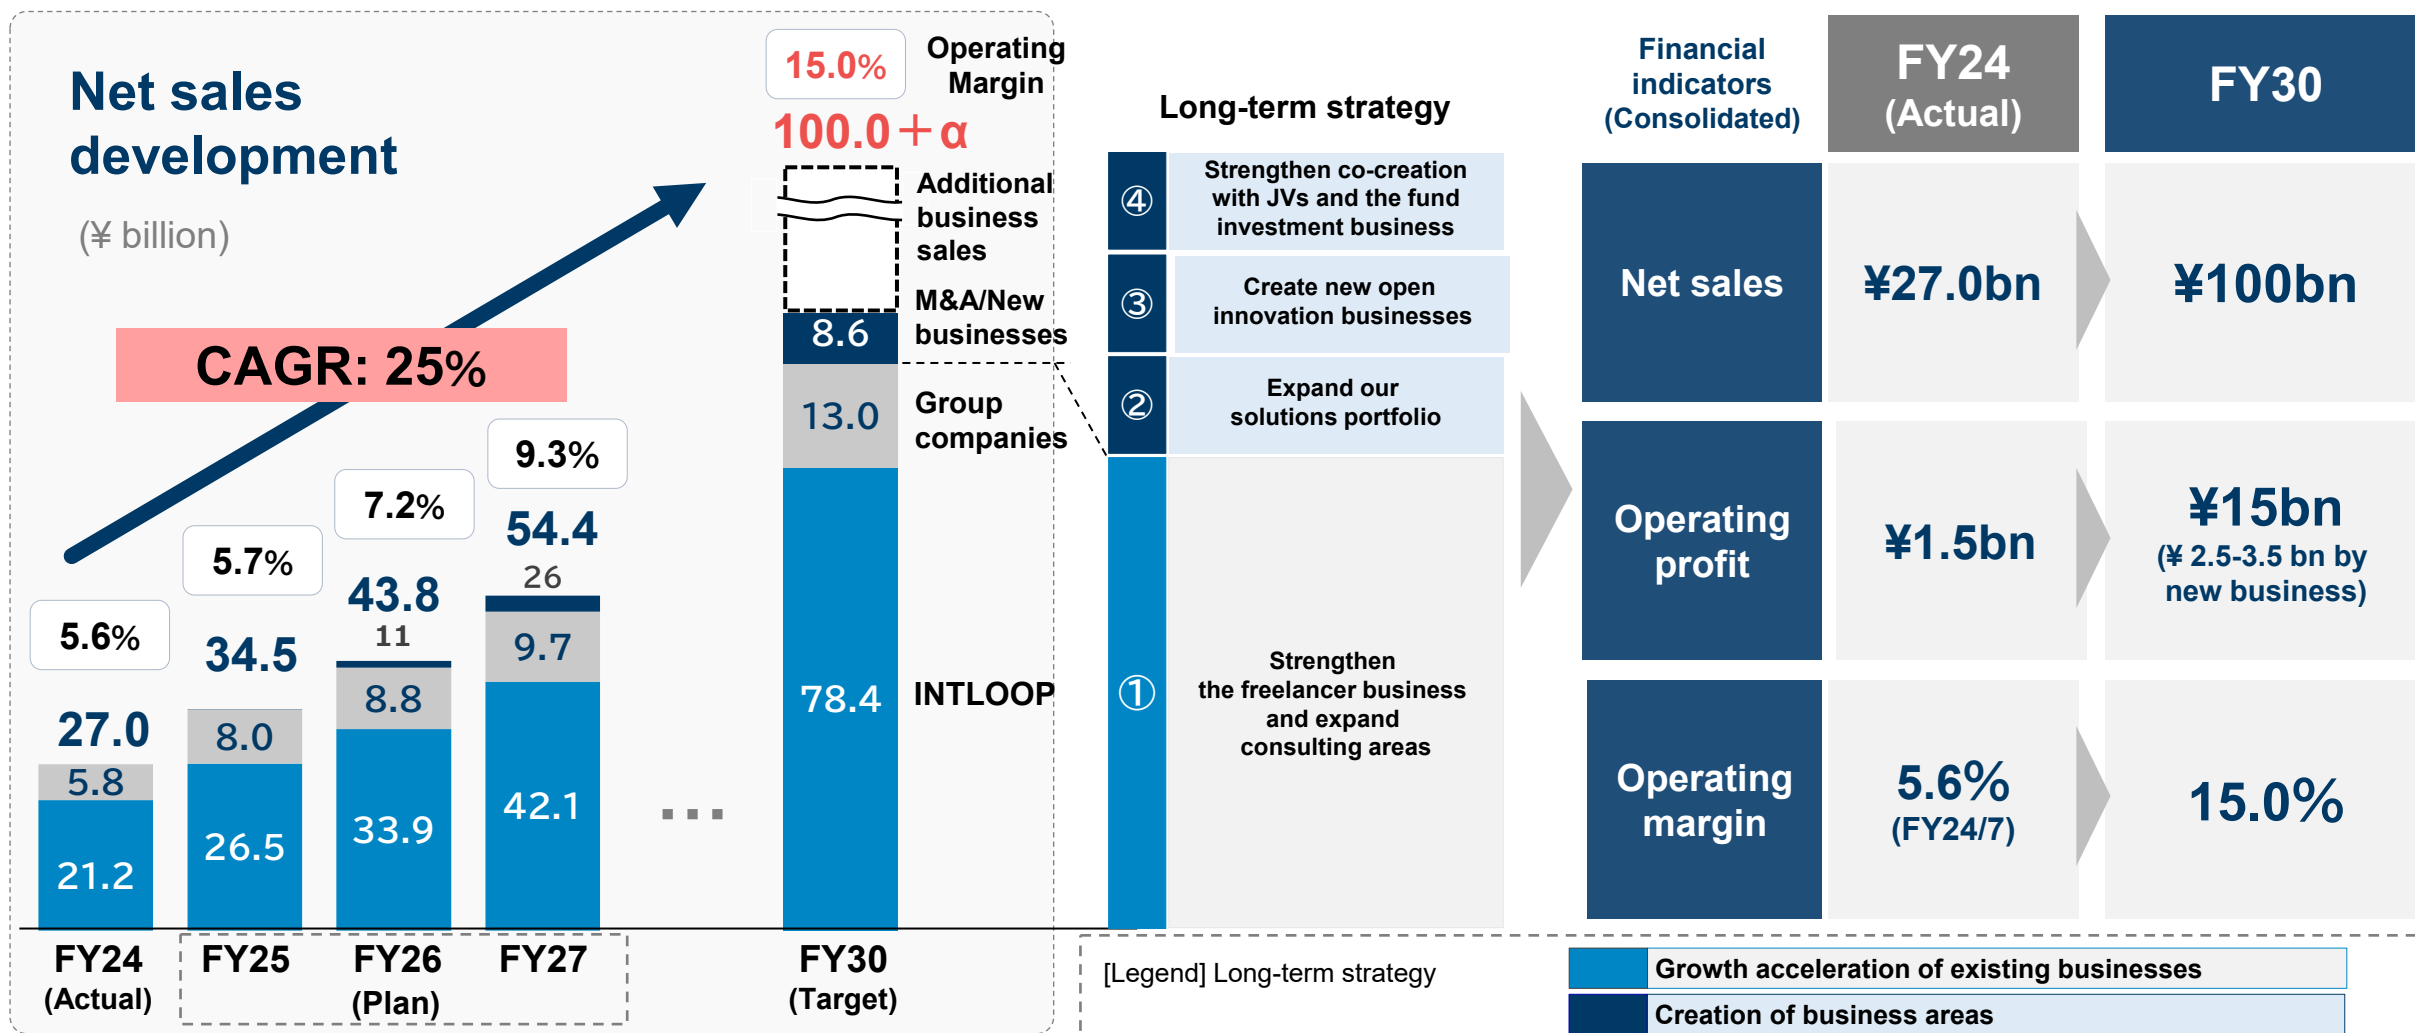 Net sales
development
(¥ billion)
CAGR: 25%
15.0%
Operating
Margin
100.0＋α
Additional
business
sales
M&A/New
businesses
8.6
Group
companies
13.0
INTLOOP
78.4
5.6%
27.0
5.8
21.2
5.7%
34.5
8.0
26.5
7.2%
43.8
11
8.8
33.9
9.3%
54.4
26
9.7
42.1
...
FY24
(Actual)
FY25
FY26
(Plan)
FY27
FY30
(Target)
Long-term strategy
④
Strengthen co-creation
with JVs and the fund
investment business
③
Create new open
innovation businesses
②
Expand our
solutions portfolio
①
Strengthen
the freelancer business
and expand
consulting areas
Financial
indicators
(Consolidated)
FY24
(Actual)
FY30
Net sales
¥27.0bn
¥100bn
Operating
profit
¥1.5bn
¥15bn
(¥ 2.5-3.5 bn by
new business)
Operating
margin
5.6%
(FY24/7)
15.0%
[Legend] Long-term strategy
Growth acceleration of existing businesses
Creation of business areas